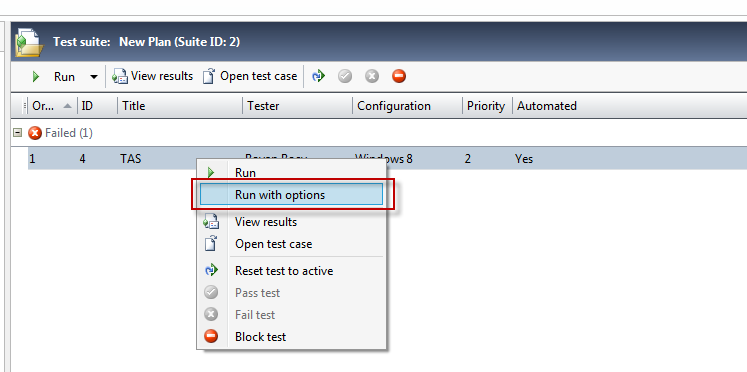 Test suite: New Plan (Suite ID: 2)
Run View results Open test case
Or... ID Title Tester Configuration Priority Automated
Failed (1)
1 4 TAS Windows 8 2 Yes
Run
Run with options
View results
Open test case
Reset test to active
Pass test
Fail test
Block test